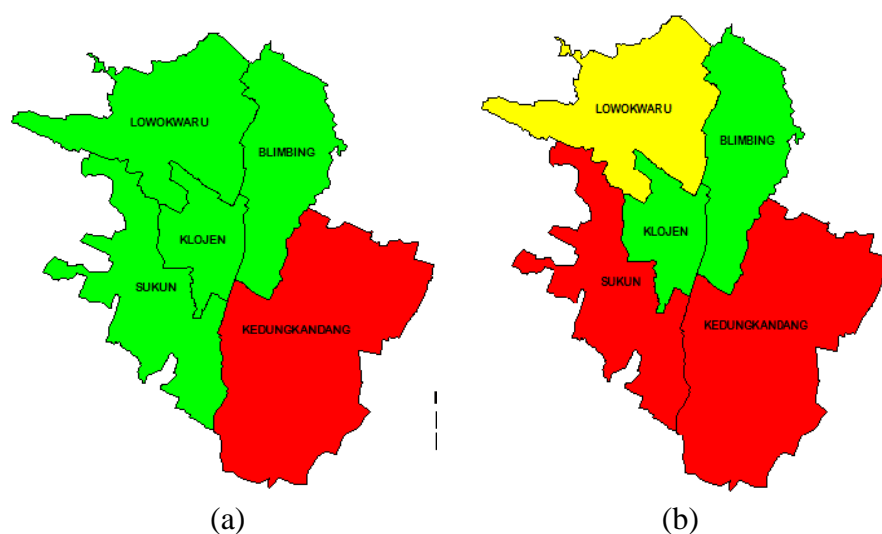 LOWOKWARU
BLIMBING
KLOJEN
SUKUN
KEDUNGKANDANG
(a)
LOWOKWARU
BLIMBING
KLOJEN
SUKUN
KEDUNGKANDANG
(b)